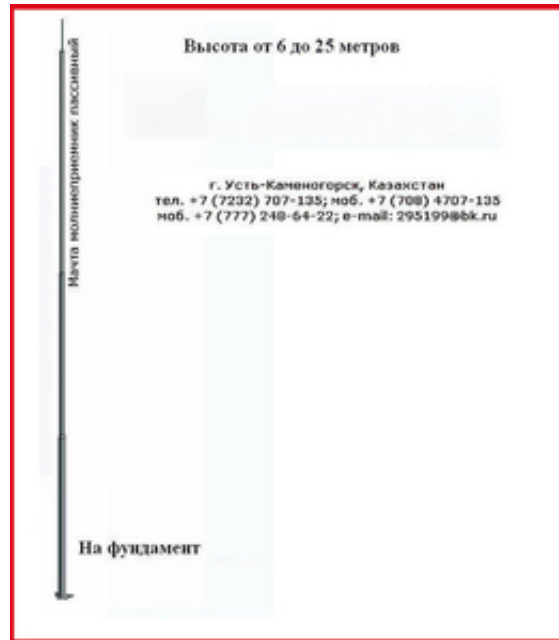 Высота от 6 до 25 метров
Мачта молниеприемник пассивный
г. Усть-Каменогорск, Казахстан
тел. +7 (7232) 707-135; моб. +7 (708) 4707-135
моб. +7 (777) 248-64-22; e-mail: 295199@bk.ru
На фундамент